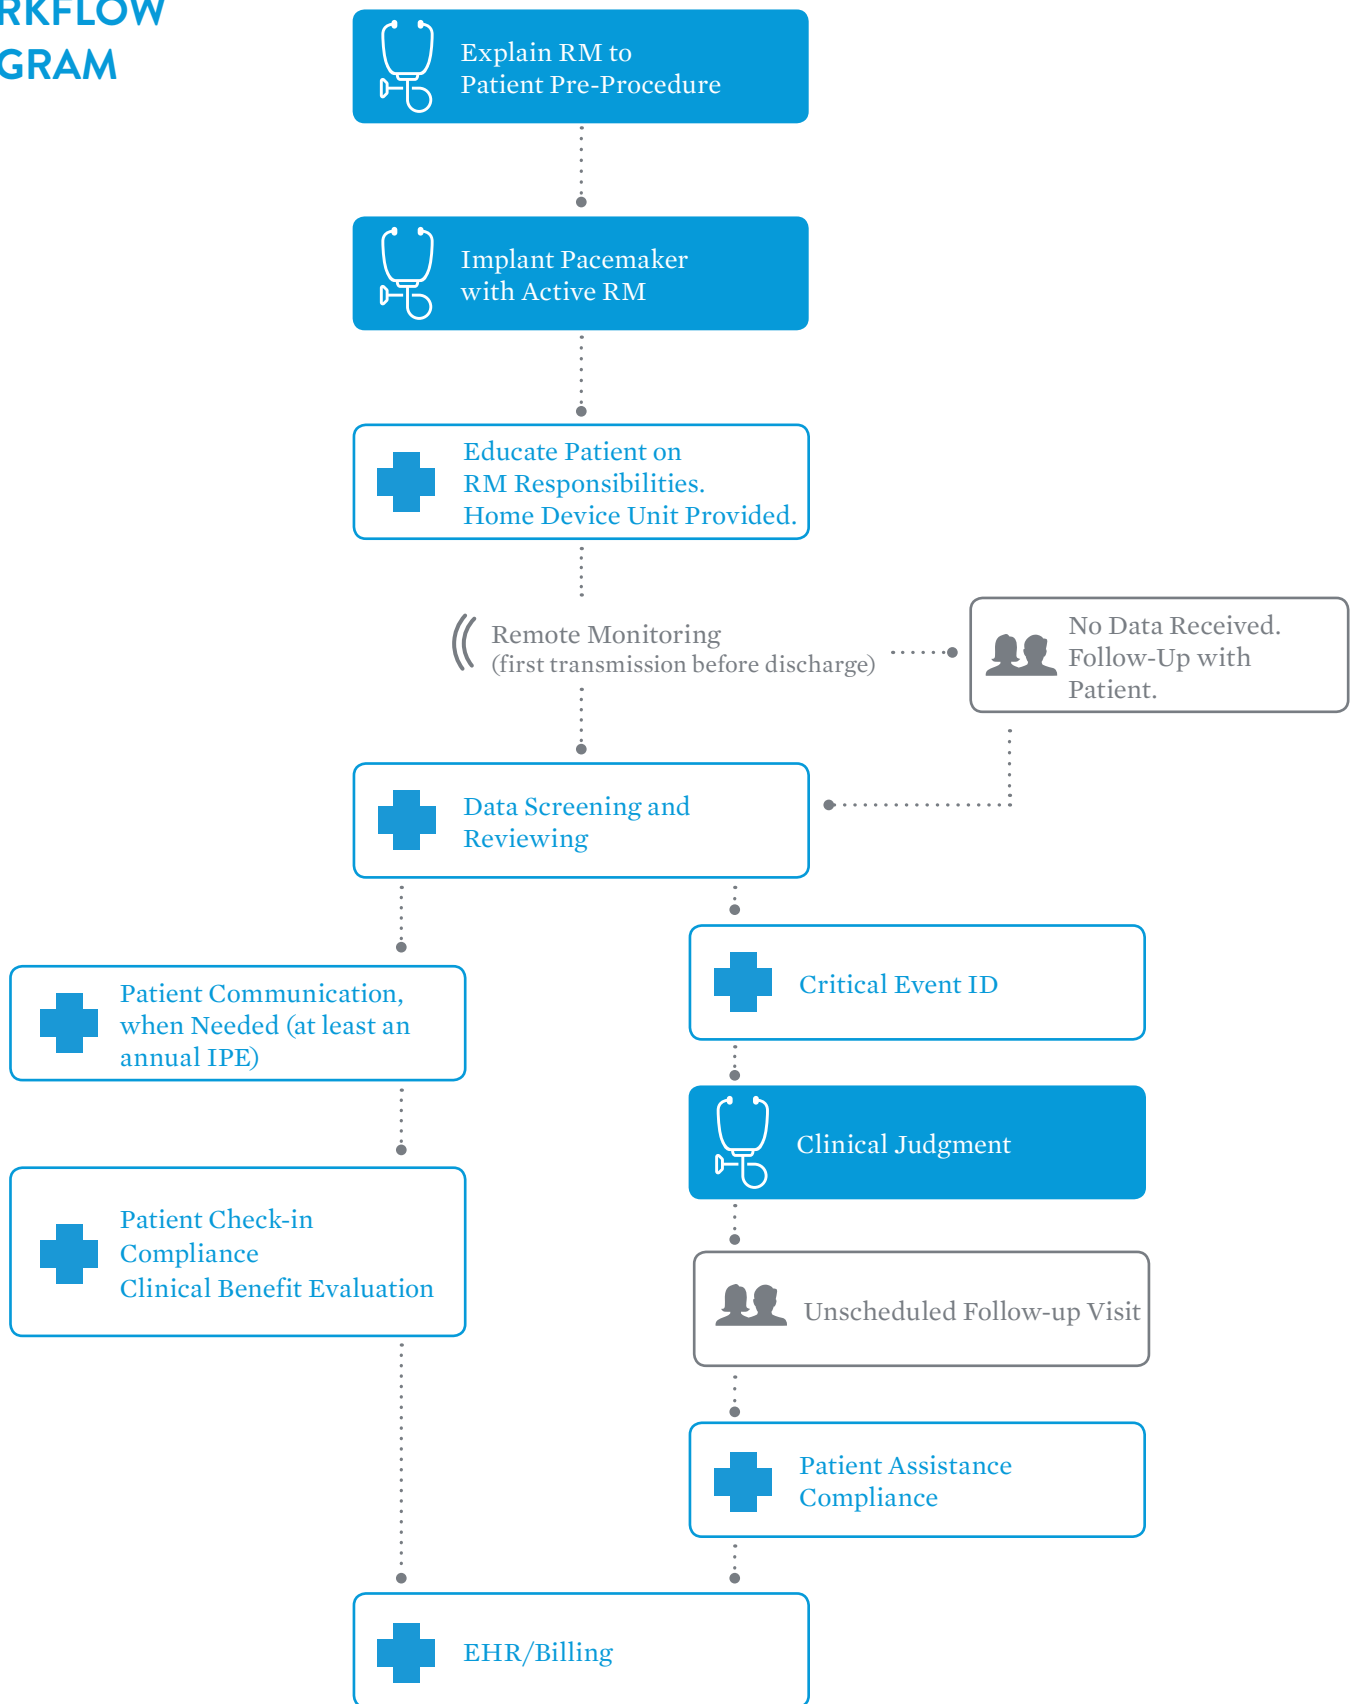 RKFLOW
GRAM
Explain RM to
Patient Pre-Procedure
Implant Pacemaker
with Active RM
Educate Patient on
RM Responsibilities.
Home Device Unit Provided.
Remote Monitoring
(first transmission before discharge)
No Data Received.
Follow-Up with
Patient.
Data Screening and
Reviewing
Patient Communication,
when Needed (at least an
annual IPE)
Critical Event ID
Clinical Judgment
Patient Check-in
Compliance
Clinical Benefit Evaluation
Unscheduled Follow-up Visit
Patient Assistance
Compliance
EHR/Billing